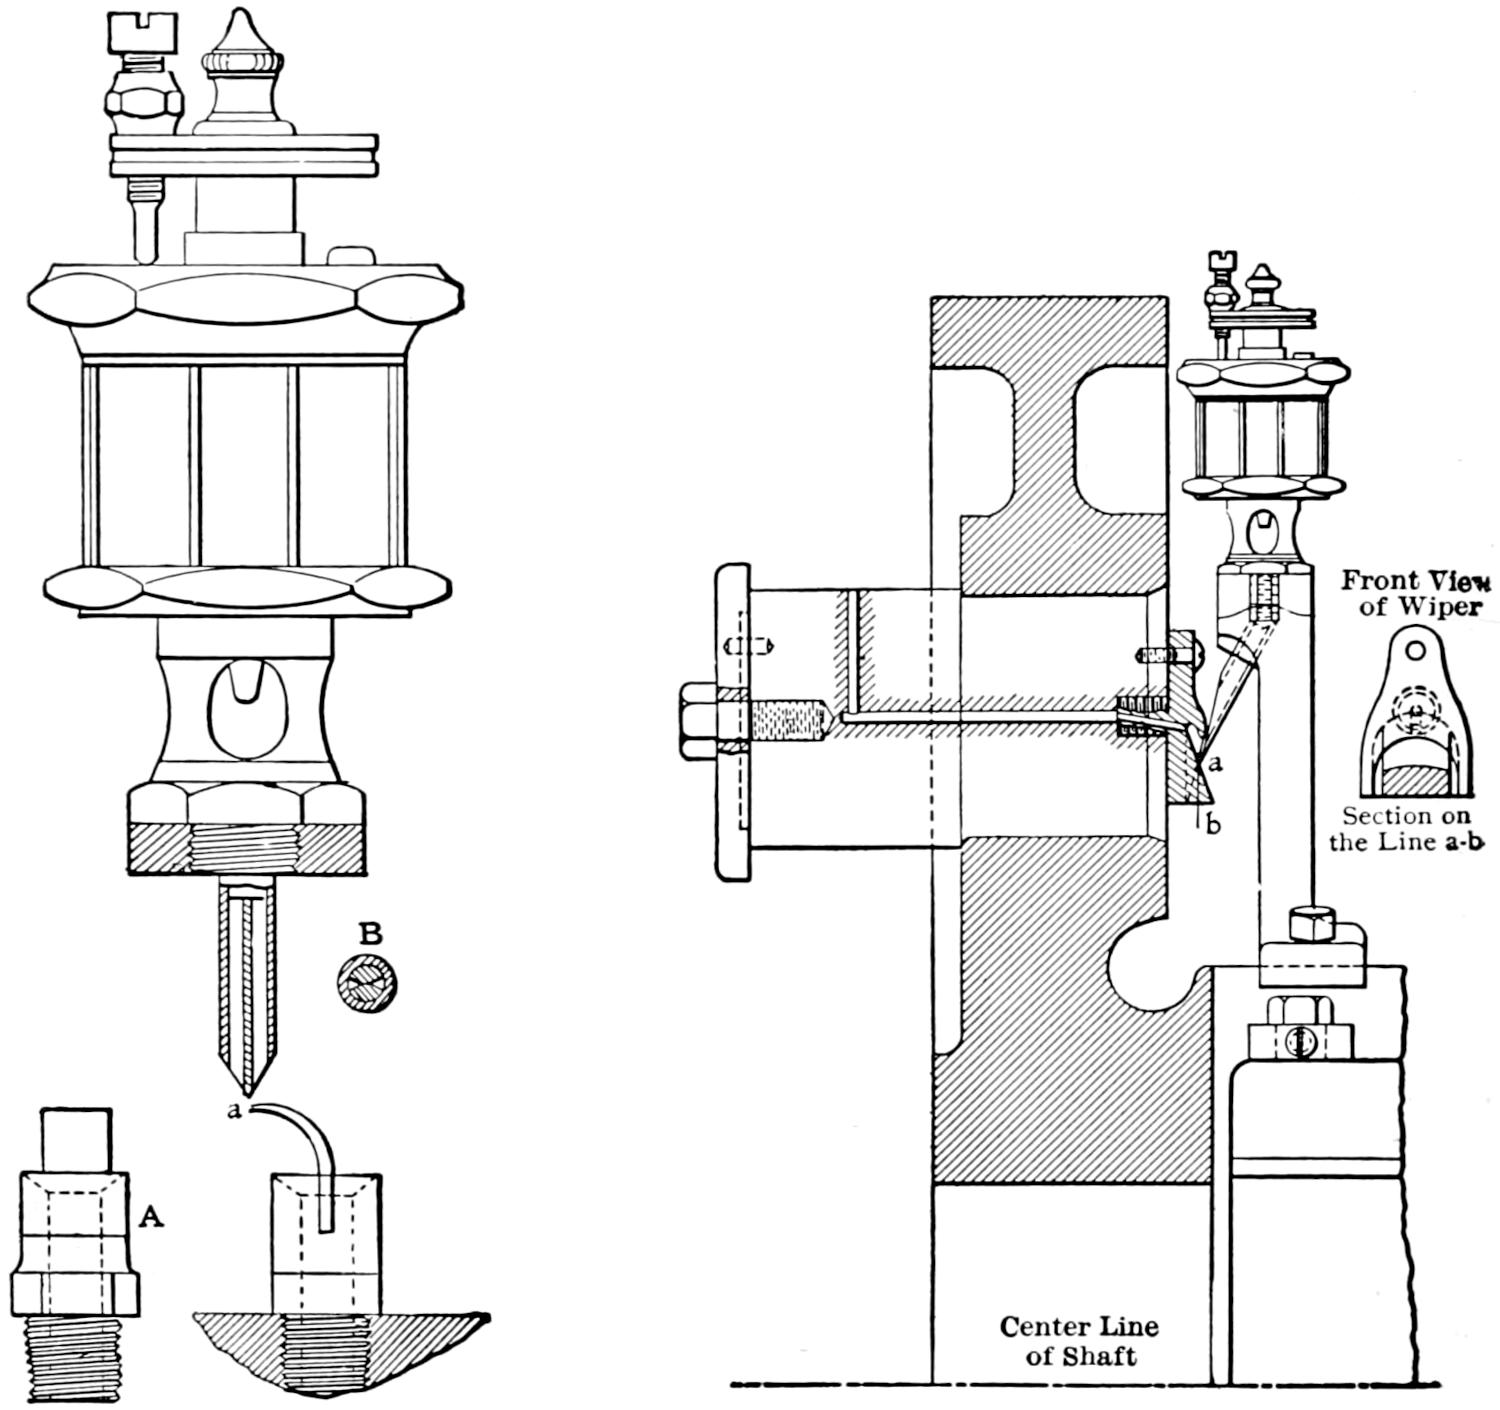 B
a
A
Front View
of Wiper
a
b
Section on
the Line a-b
Center Line
of Shaft